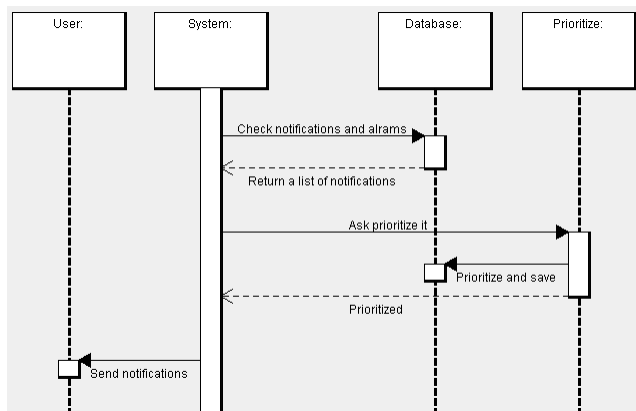 User:
System:
Database:
Prioritize:
Check notifications and alrams
Return a list of notifications
Ask prioritize it
Prioritize and save
Prioritized
Send notifications